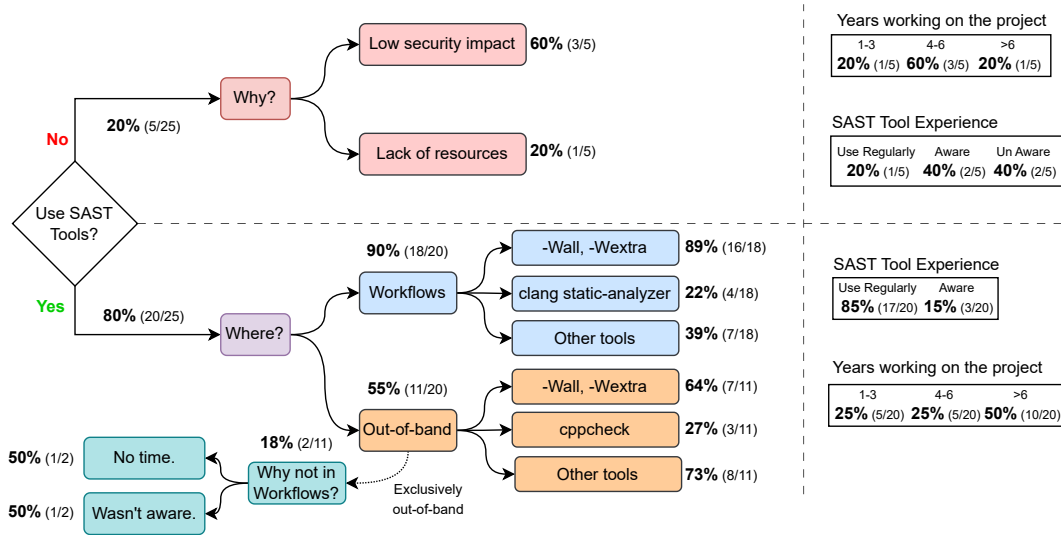 Years working on the project
1-3 4-6 >6
20% (1/5) 60% (3/5) 20% (1/5)
Low security impact
60% (3/5)
Why?
20% (5/25)
No
Lack of resources
20% (1/5)
SAST Tool Experience
Use Regularly Aware Un Aware
20% (1/5) 40% (2/5) 40% (2/5)
Use SAST
Tools?
Yes
80% (20/25)
Where?
90% (18/20)
Workflows
-Wall, -Wextra
89% (16/18)
clang static-analyzer
22% (4/18)
Other tools
39% (7/18)
SAST Tool Experience
Use Regularly Aware
85% (17/20) 15% (3/20)
55% (11/20)
Out-of-band
-Wall, -Wextra
64% (7/11)
cppcheck
27% (3/11)
Other tools
73% (8/11)
Years working on the project
1-3 4-6 >6
25% (5/20) 25% (5/20) 50% (10/20)
18% (2/11)
Why not in
Workflows?
Exclusively
out-of-band
50% (1/2)
No time.
50% (1/2)
Wasn't aware.